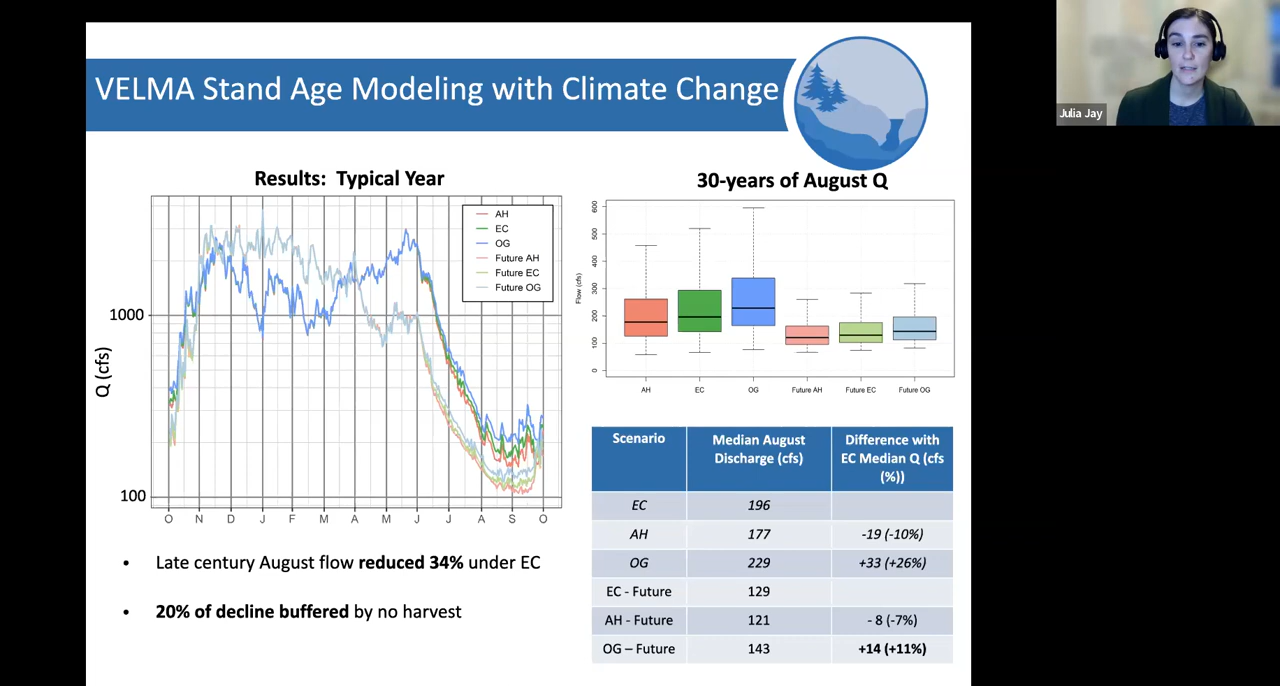 VELMA Stand Age Modeling with Climate Change
Julia Jay
Results: Typical Year
AH
EC
OG
Future AH
Future EC
Future OG
1000
100
Q (cfs)
O N D J F M A M J J A S O
30-years of August Q
600
500
400
300
200
100
0
Flow (cfs)
AH EC OG Future AH Future EC Future OG
• Late century August flow reduced 34% under EC
• 20% of decline buffered by no harvest
Scenario Median August Discharge (cfs) Difference with EC Median Q (cfs (%))
EC 196
AH 177 -19 (-10%)
OG 229 +33 (+26%)
EC - Future 129
AH - Future 121 - 8 (-7%)
OG – Future 143 +14 (+11%)